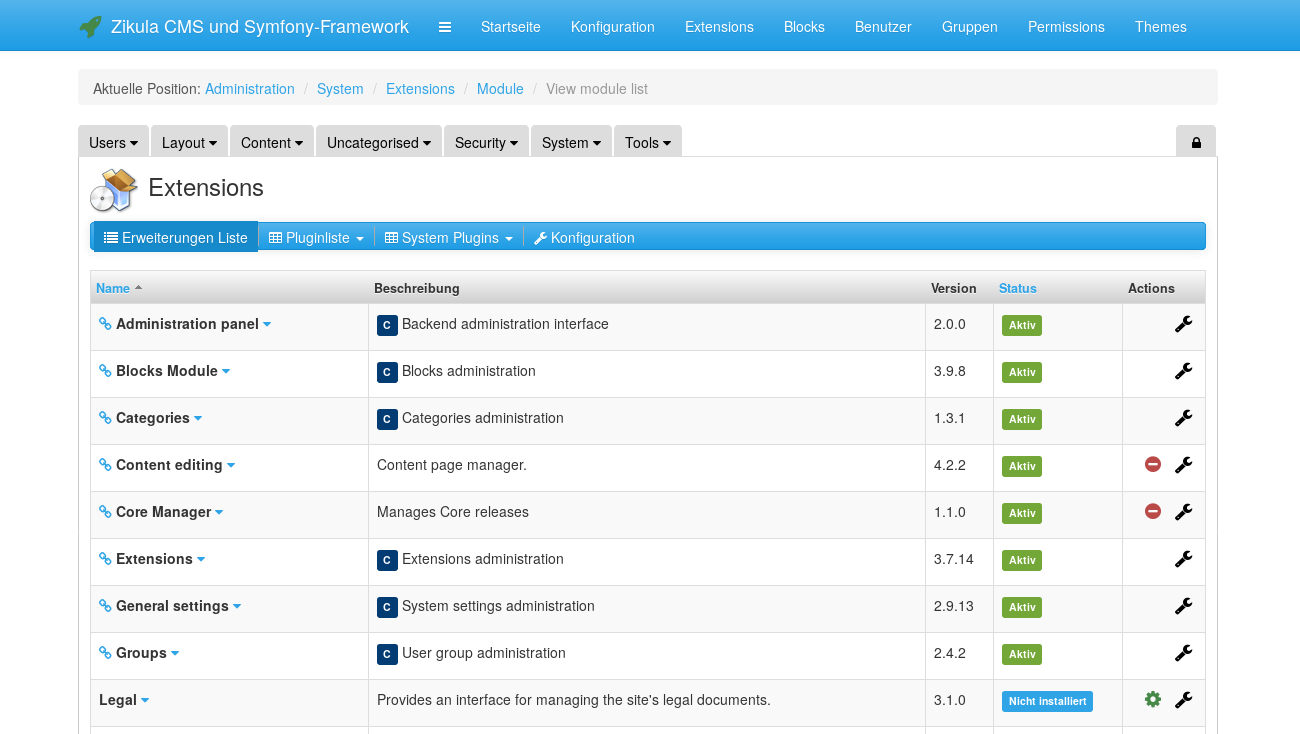 Zikula CMS und Symfony-Framework Startseite Konfiguration Extensions Blocks Benutzer Gruppen Permissions Themes
Aktuelle Position: Administration / System / Extensions / Module / View module list
Users Layout Content Uncategorised Security System Tools
Extensions
Erweiterungen Liste Pluginliste System Plugins Konfiguration
Name Beschreibung Version Status Actions
Administration panel C Backend administration interface 2.0.0 Aktiv
Blocks Module C Blocks administration 3.9.8 Aktiv
Categories C Categories administration 1.3.1 Aktiv
Content editing Content page manager. 4.2.2 Aktiv
Core Manager Manages Core releases 1.1.0 Aktiv
Extensions C Extensions administration 3.7.14 Aktiv
General settings C System settings administration 2.9.13 Aktiv
Groups C User group administration 2.4.2 Aktiv
Legal Provides an interface for managing the site's legal documents. 3.1.0 Nicht installiert